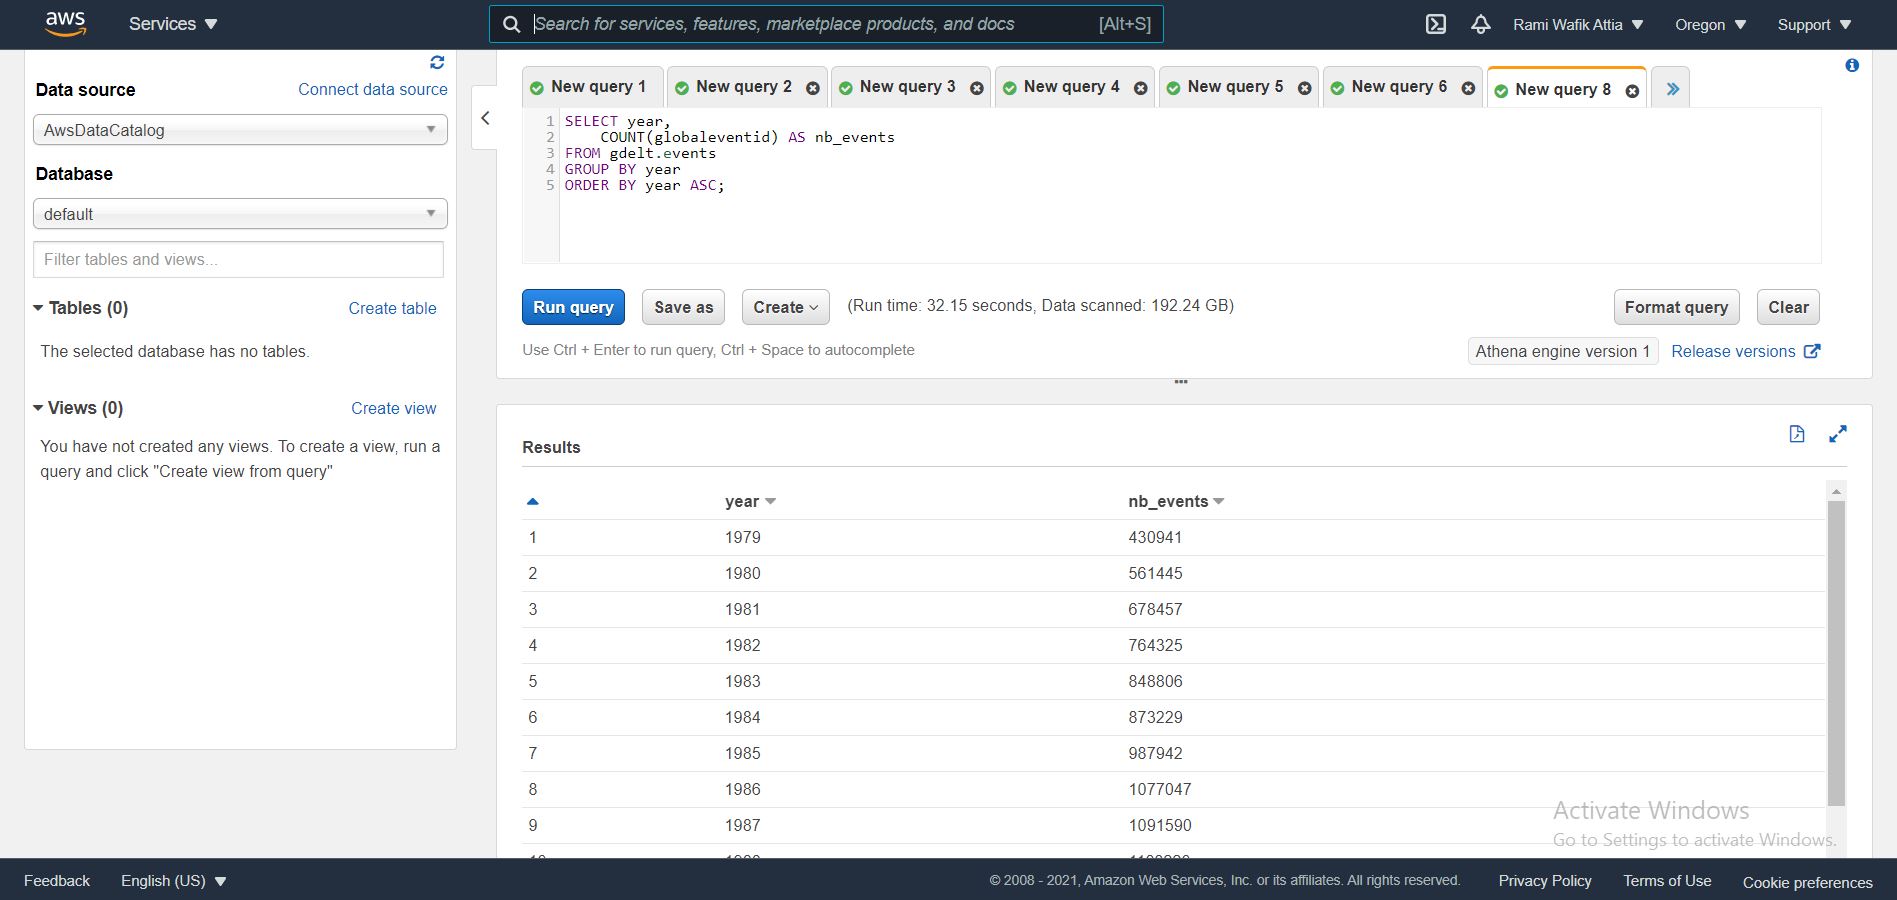 aws Services Search for services, features, marketplace products, and docs [Alt+S] Rami Wafik Attia Oregon Support
Data source Connect data source
AwsDataCatalog
Database
default
Filter tables and views...
Tables (0) Create table
The selected database has no tables.
Views (0) Create view
You have not created any views. To create a view, run a
query and click "Create view from query"
New query 1 New query 2 New query 3 New query 4 New query 5 New query 6 New query 8 »
1 SELECT year,
2 COUNT(globaleventid) AS nb_events
3 FROM gdelt.events
4 GROUP BY year
5 ORDER BY year ASC;
Run query Save as Create (Run time: 32.15 seconds, Data scanned: 192.24 GB) Format query Clear
Use Ctrl + Enter to run query, Ctrl + Space to autocomplete Athena engine version 1 Release versions
Results
year nb_events
1 1979 430941
2 1980 561445
3 1981 678457
4 1982 764325
5 1983 848806
6 1984 873229
7 1985 987942
8 1986 1077047
9 1987 1091590
Activate Windows
Go to Settings to activate Windows.
Feedback English (US) © 2008 - 2021, Amazon Web Services, Inc. or its affiliates. All rights reserved. Privacy Policy Terms of Use Cookie preferences